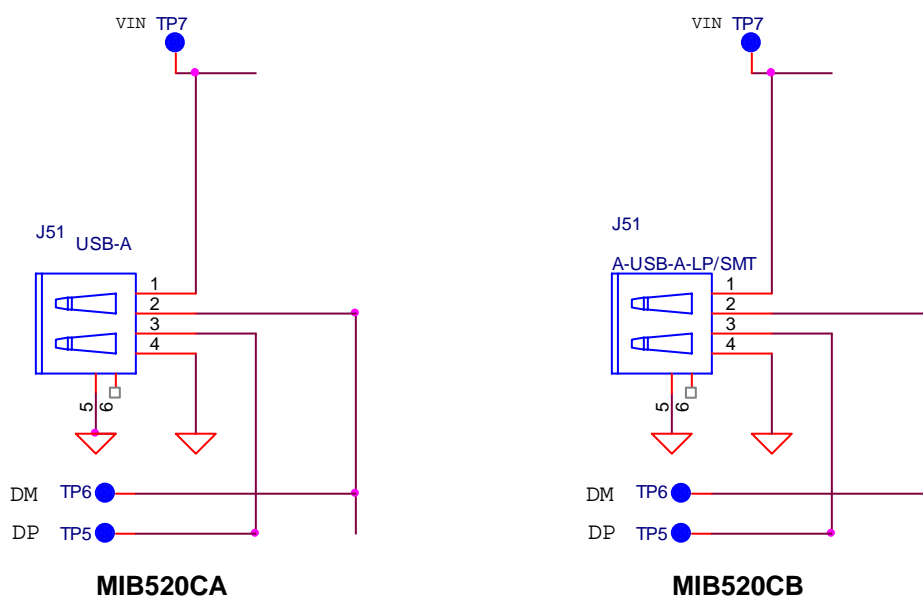 VIN TP7
J51
USB-A
1
2
3
4
5
6
DM TP6
DP TP5
MIB520CA
VIN TP7
J51
A-USB-A-LP/SMT
1
2
3
4
5
6
DM TP6
DP TP5
MIB520CB